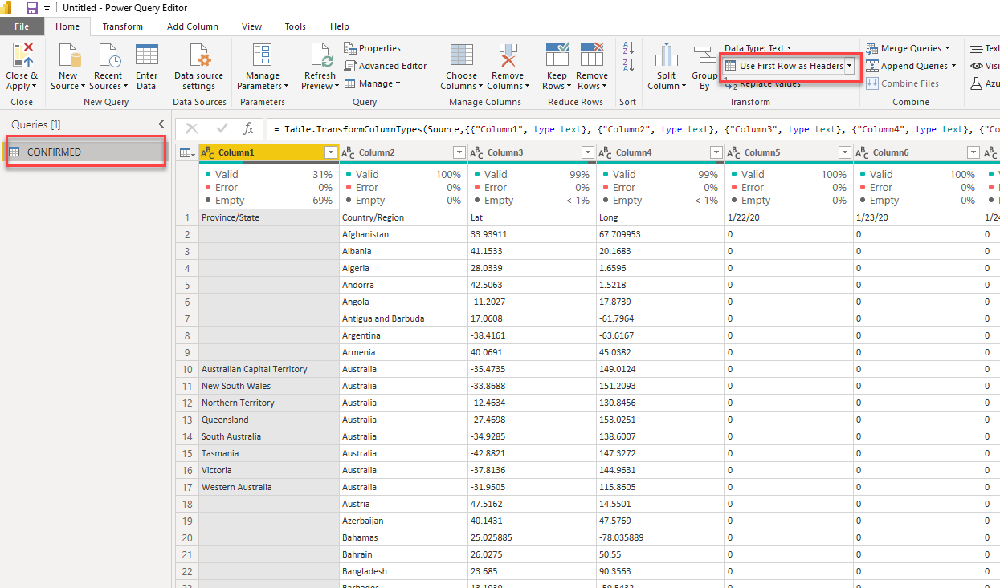 Untitled - Power Query Editor
File Home Transform Add Column View Tools Help
Close & Apply
Close
New Source
Recent Sources
Enter Data
New Query
Data source settings
Data Sources
Manage Parameters
Parameters
Refresh Preview
Properties
Advanced Editor
Manage
Query
Choose Columns
Remove Columns
Manage Columns
Keep Rows
Remove Rows
Reduce Rows
Sort
Split Column
Group By
Data Type: Text
Use First Row as Headers
Replace Values
Transform
Merge Queries
Append Queries
Combine Files
Combine
Text
Visi
Azu
Queries [1]
CONFIRMED
fx
= Table.TransformColumnTypes(Source,{{"Column1", type text}, {"Column2", type text}, {"Column3", type text}, {"Column4", type text}, {"Co
Column1 Column2 Column3 Column4 Column5 Column6
Valid 31% Valid 100% Valid 99% Valid 99% Valid 100% Valid 100%
Error 0% Error 0% Error 0% Error 0% Error 0% Error 0%
Empty 69% Empty 0% Empty < 1% Empty < 1% Empty 0% Empty 0%
1 Province/State Country/Region Lat Long 1/22/20 1/23/20 1/24
2 Afghanistan 33.93911 67.709953 0 0 0
3 Albania 41.1533 20.1683 0 0 0
4 Algeria 28.0339 1.6596 0 0 0
5 Andorra 42.5063 1.5218 0 0 0
6 Angola -11.2027 17.8739 0 0 0
7 Antigua and Barbuda 17.0608 -61.7964 0 0 0
8 Argentina -38.4161 -63.6167 0 0 0
9 Armenia 40.0691 45.0382 0 0 0
10 Australian Capital Territory Australia -35.4735 149.0124 0 0 0
11 New South Wales Australia -33.8688 151.2093 0 0 0
12 Northern Territory Australia -12.4634 130.8456 0 0 0
13 Queensland Australia -27.4698 153.0251 0 0 0
14 South Australia Australia -34.9285 138.6007 0 0 0
15 Tasmania Australia -42.8821 147.3272 0 0 0
16 Victoria Australia -37.8136 144.9631 0 0 0
17 Western Australia Australia -31.9505 115.8605 0 0 0
18 Austria 47.5162 14.5501 0 0 0
19 Azerbaijan 40.1431 47.5769 0 0 0
20 Bahamas 25.025885 -78.035889 0 0 0
21 Bahrain 26.0275 50.55 0 0 0
22 Bangladesh 23.685 90.3563 0 0 0
23 Barbados 13.1939 -59.5432 0 0 0